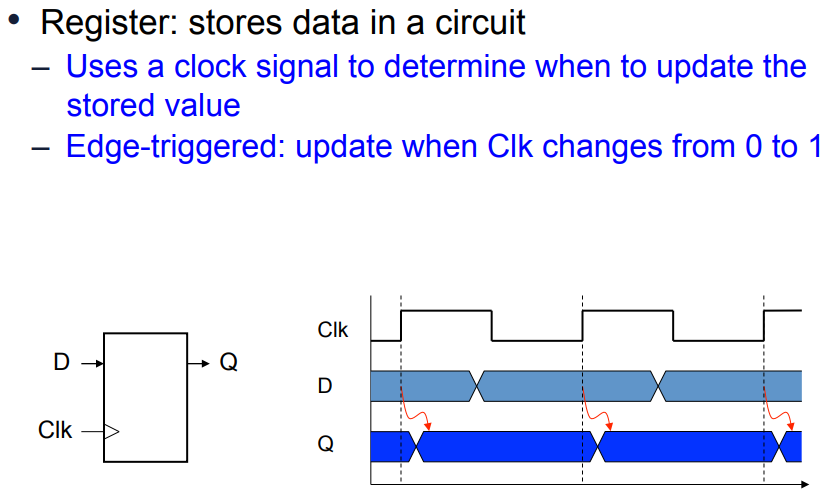 • Register: stores data in a circuit
– Uses a clock signal to determine when to update the
stored value
– Edge-triggered: update when Clk changes from 0 to 1
D
Q
Clk
Clk
D
Q